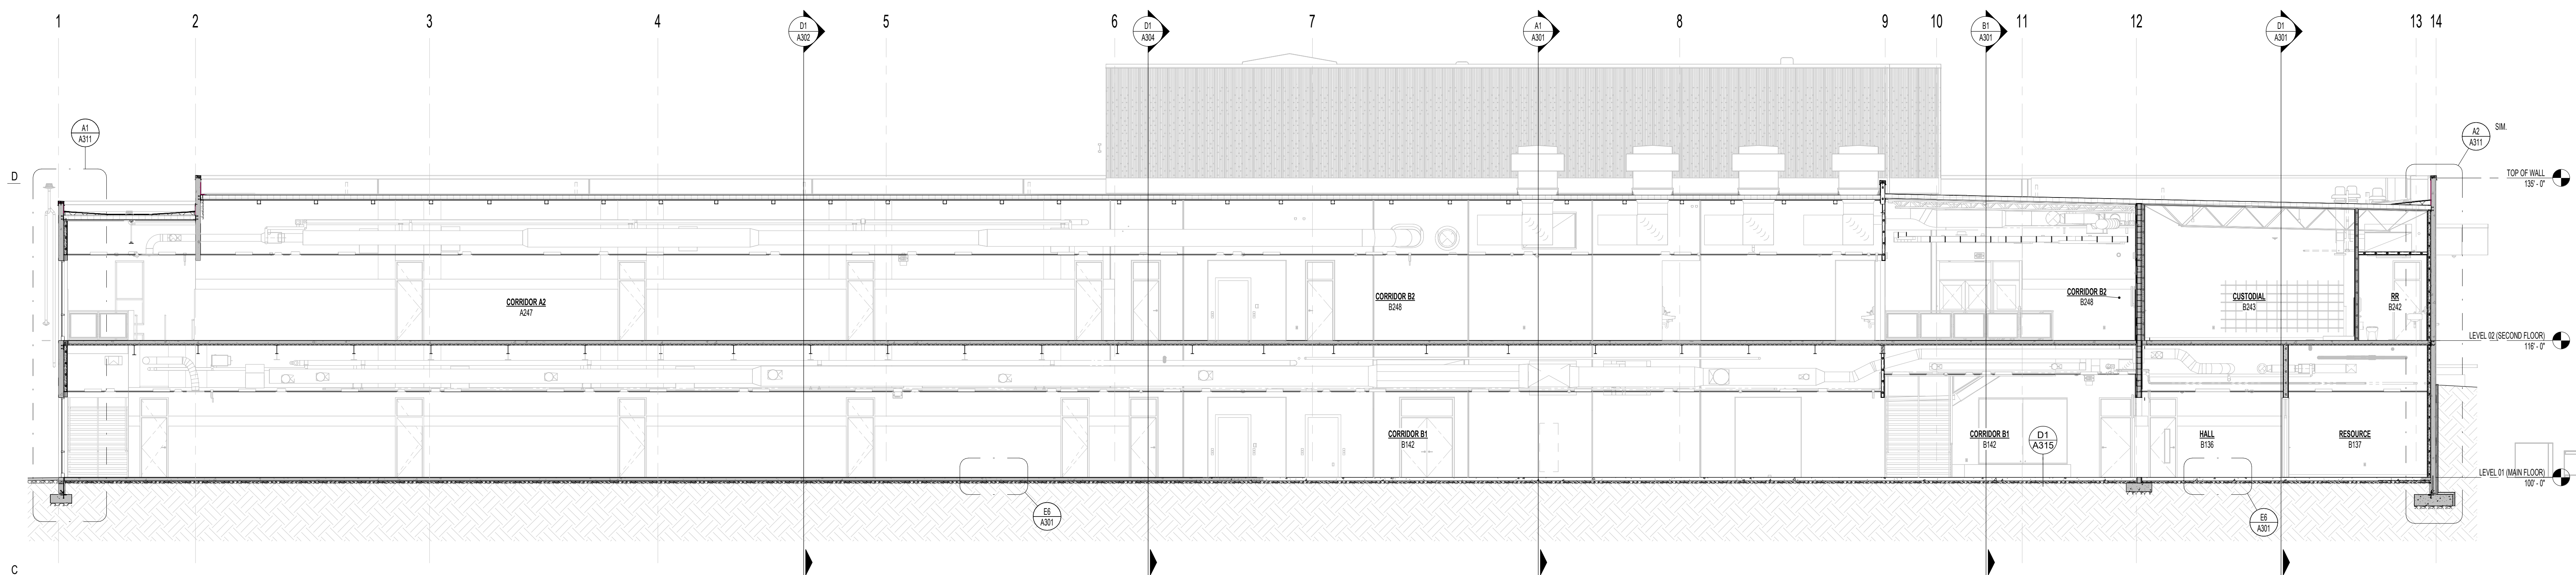 1
2
3
4
5
6
7
8
9
10
11
12
13
14
D1
A302
D1
A304
A1
A301
B1
A301
D1
A301
A1
A311
A2
A311
SIM.
D
TOP OF WALL
135' - 0"
CORRIDOR A2
A247
CORRIDOR B2
B248
CORRIDOR B2
B248
CUSTODIAL
B243
RR
B242
LEVEL 02 (SECOND FLOOR)
116' - 0"
CORRIDOR B1
B142
CORRIDOR B1
B142
D1
A315
HALL
B136
RESOURCE
B137
LEVEL 01 (MAIN FLOOR)
100' - 0"
E6
A301
E6
A301
C